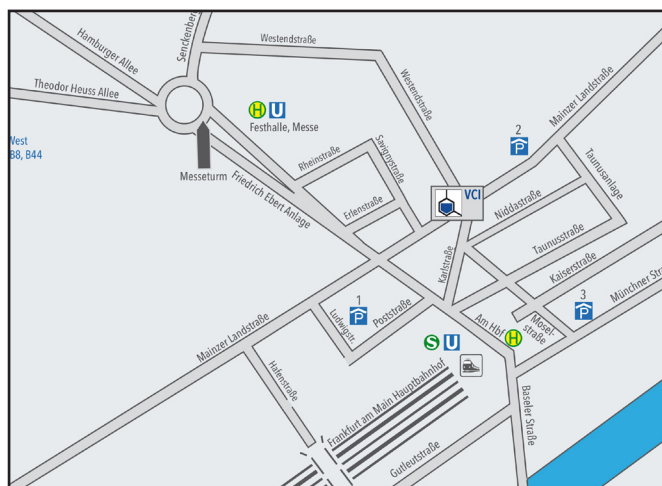 Hamburger Allee
Senckenberg
Westendstraße
Theodor Heuss Allee
Westendstraße
Mainzer Landstraße
H U
Festhalle, Messe
West
B8, B44
2
P
Messeturm
Rheinstraße
Savignystraße
Taunusanlage
Friedrich Ebert Anlage
Erlenstraße
VCI
Niddastraße
Taunusstraße
Karlstraße
Kaiserstraße
Münchner Str
Mainzer Landstraße
1
P
Ludwigstr.
Poststraße
3
P
Mosel-
straße
Am Hbf
H
S U
Hafenstraße
Frankfurt am Main Hauptbahnhof
Baseler Straße
Gutleutstraße